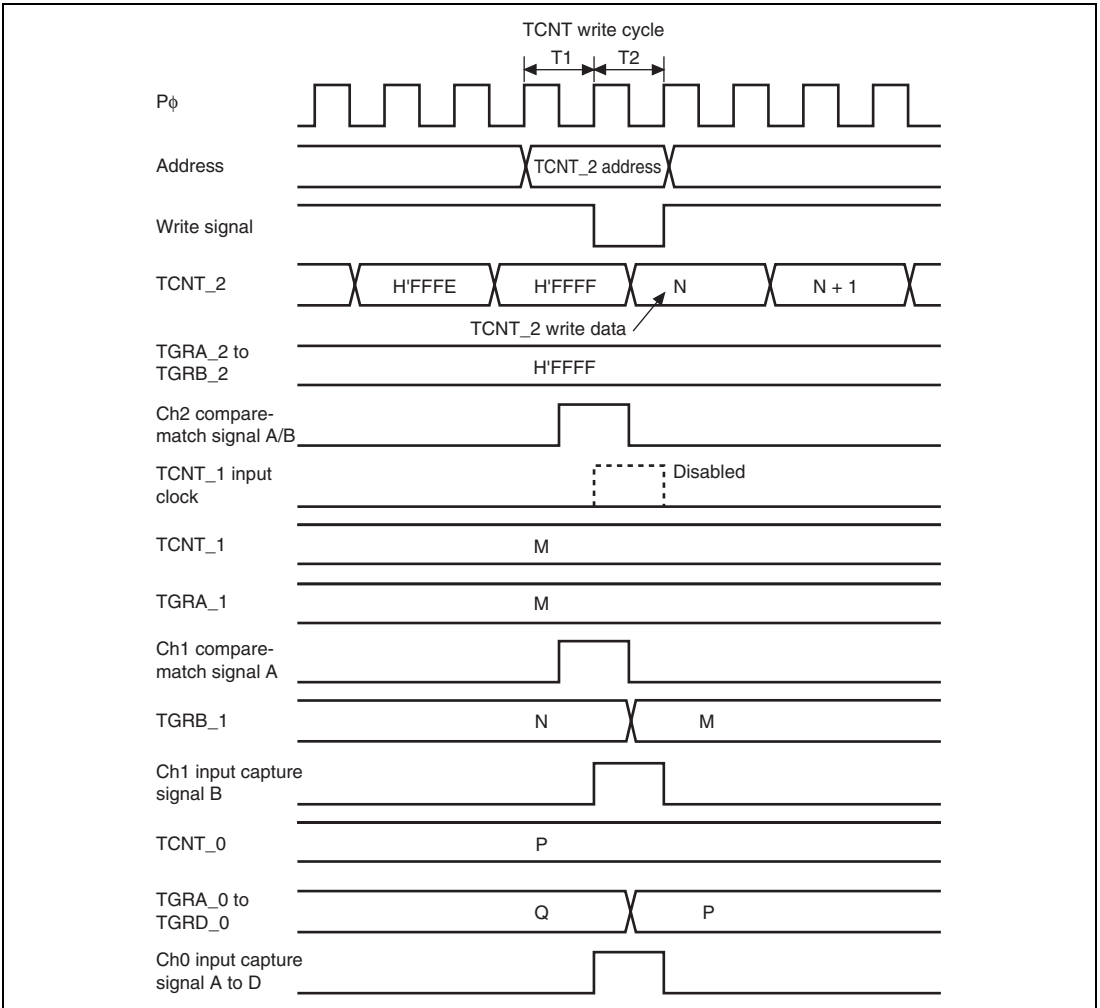 TCNT write cycle
T1 T2
Pφ
Address
TCNT_2 address
Write signal
TCNT_2
H'FFFE H'FFFF N N + 1
TCNT_2 write data
TGRA_2 to
TGRB_2
H'FFFF
Ch2 compare-
match signal A/B
TCNT_1 input
clock
Disabled
TCNT_1
M
TGRA_1
M
Ch1 compare-
match signal A
TGRB_1
N M
Ch1 input capture
signal B
TCNT_0
P
TGRA_0 to
TGRD_0
Q P
Ch0 input capture
signal A to D